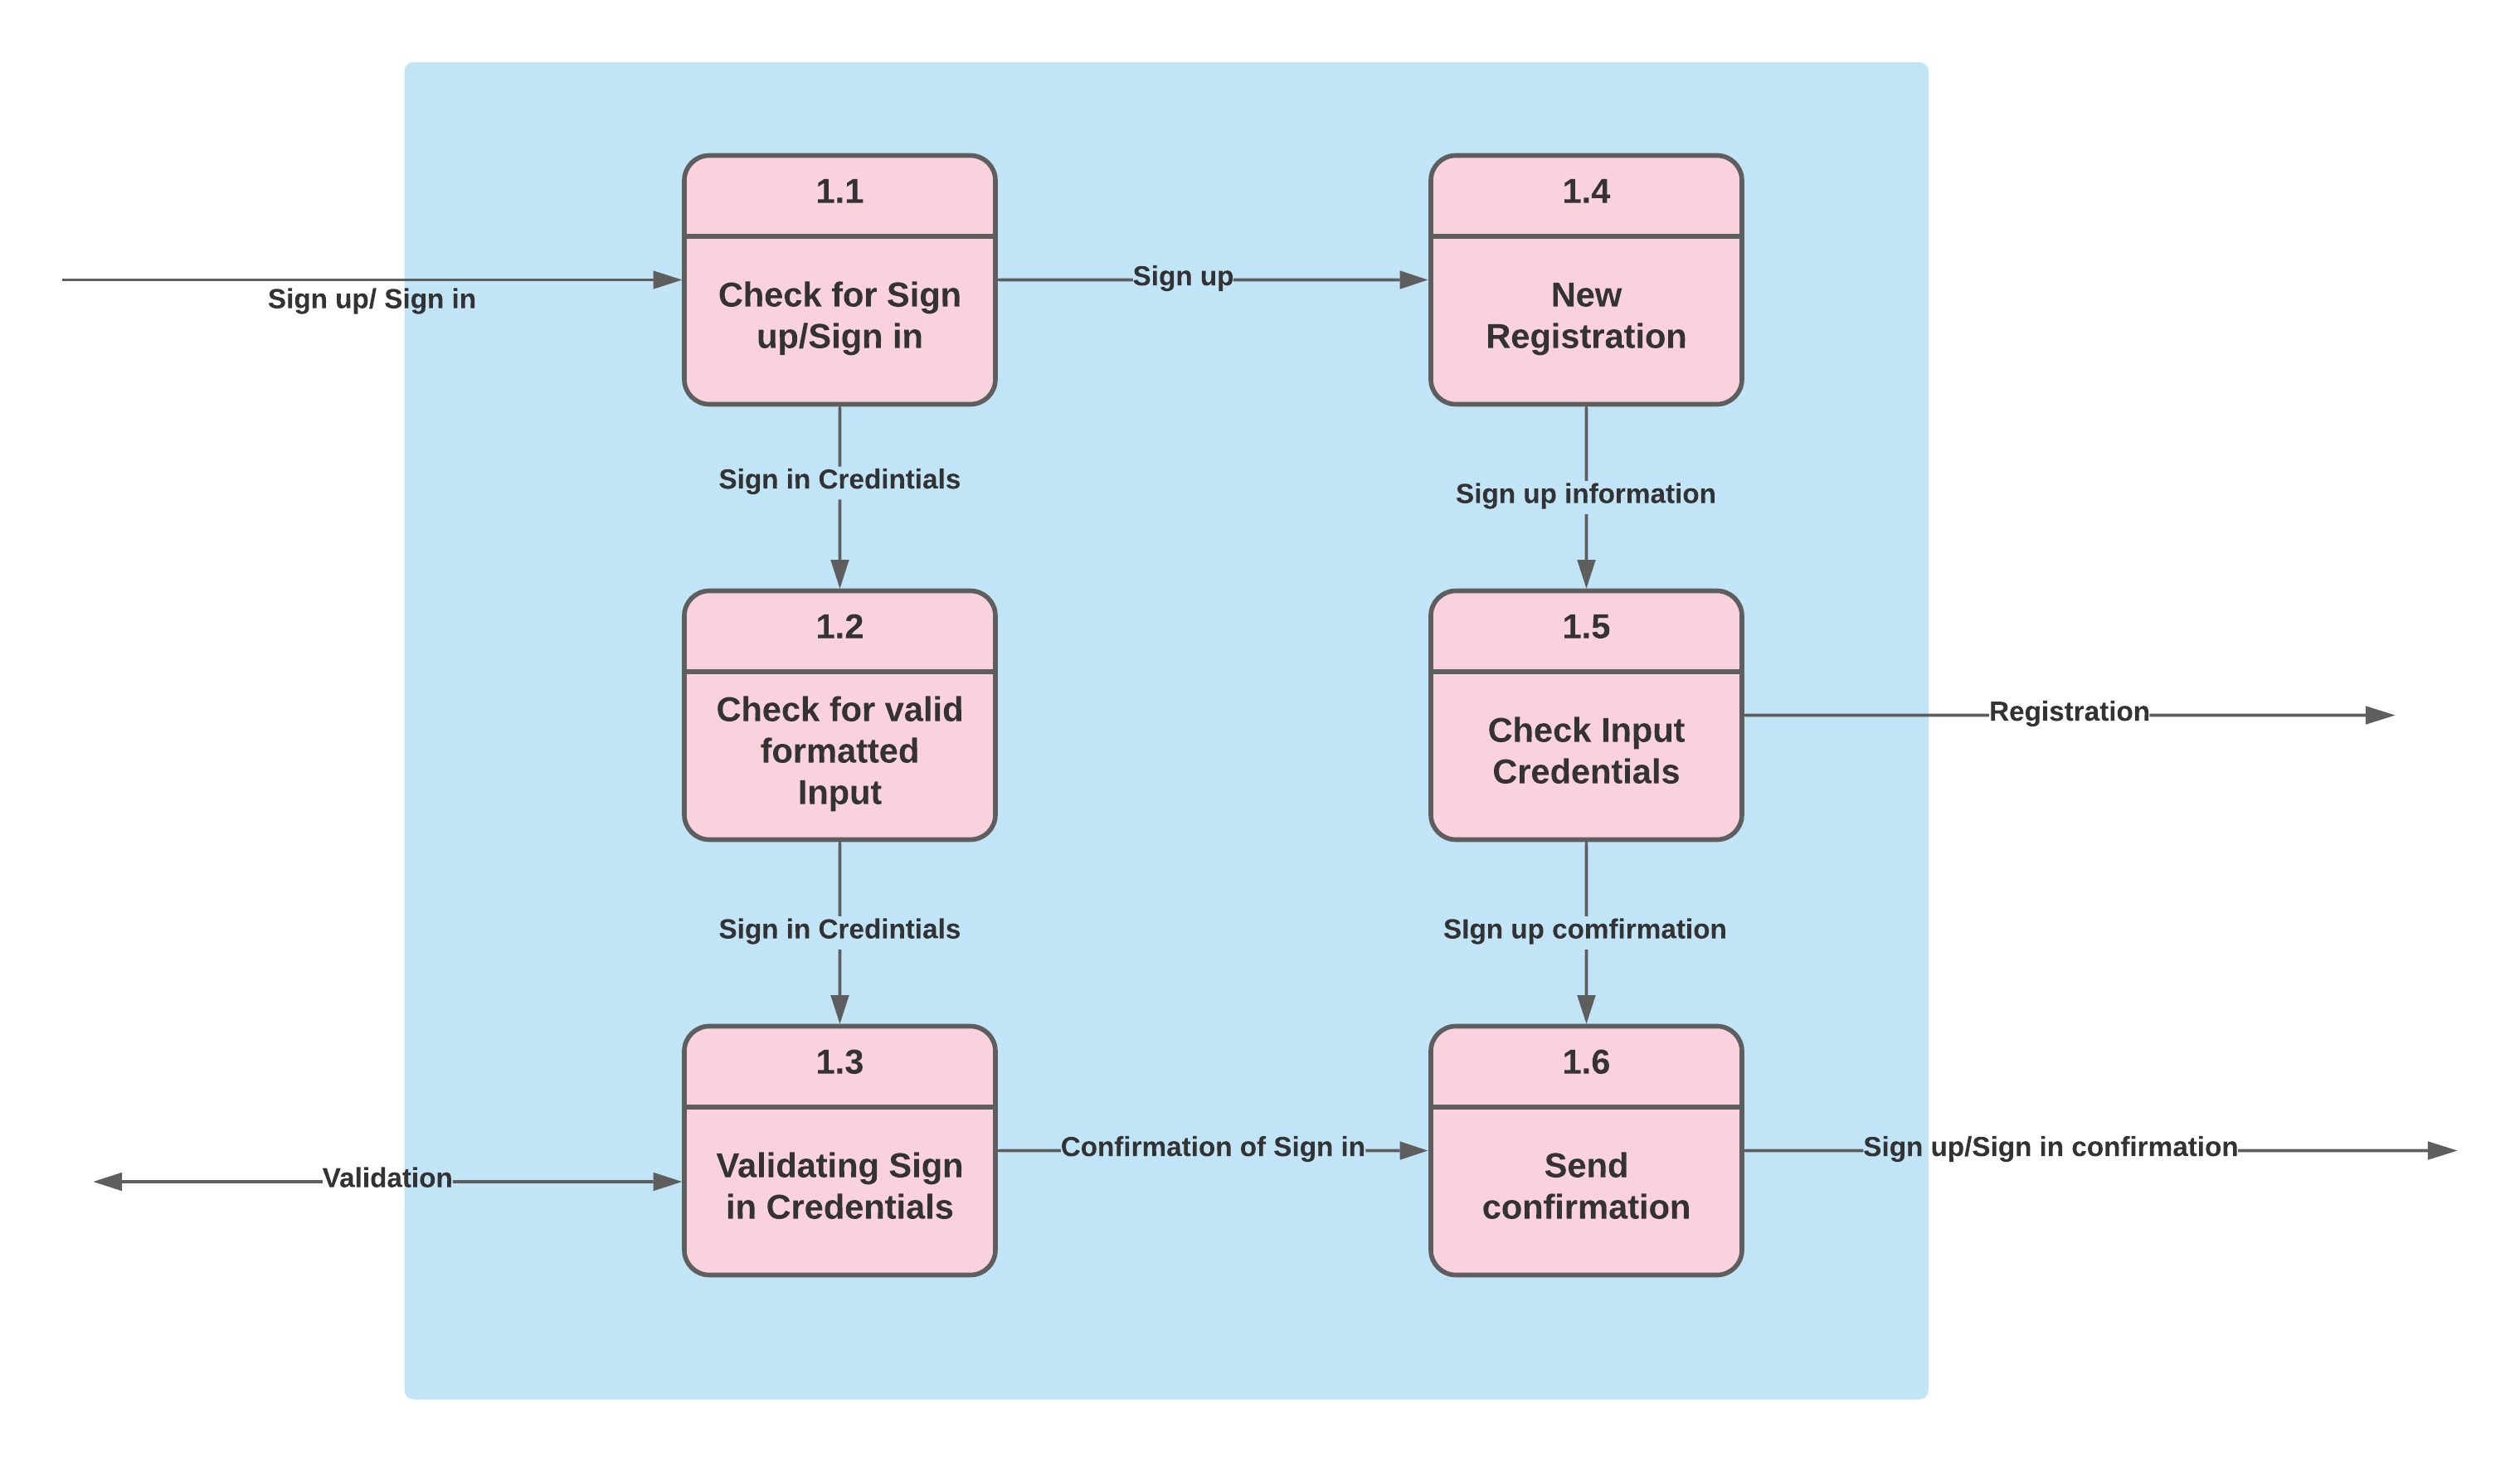 1.1
1.4
Sign up/ Sign in
Check for Sign
up/Sign in
Sign up
New
Registration
Sign in Credintials
Sign up information
1.2
1.5
Check for valid
formatted
Input
Check Input
Credentials
Registration
Sign in Credintials
SIgn up comfirmation
1.3
1.6
Validation
Validating Sign
in Credentials
Confirmation of Sign in
Send
confirmation
Sign up/Sign in confirmation